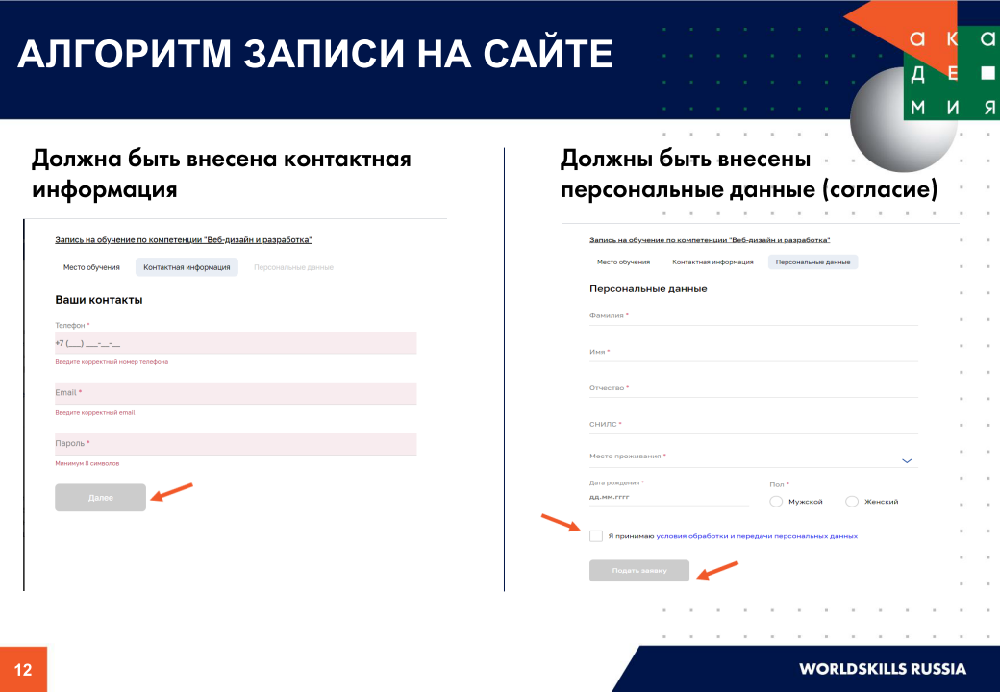 АЛГОРИТМ ЗАПИСИ НА САЙТЕ
а к а
Д Е
М И Я
Должна быть внесена контактная
информация
Запись на обучение по компетенции "Веб-дизайн и разработка"
Место обучения Контактная информация Персональные данные
Ваши контакты
Телефон *
+7 (___) ___-__-__
Введите корректный номер телефона
Email *
Введите корректный email
Пароль *
Минимум 8 символов
Далее
Должны быть внесены
персональные данные (согласие)
Запись на обучение по компетенции "Веб-дизайн и разработка"
Место обучения Контактная информация Персональные данные
Персональные данные
Фамилия *
Имя *
Отчество *
СНИЛС *
Место проживания *
Дата рождения * Пол *
дд.мм.гггг Мужской Женский
Я принимаю условия обработки и передачи персональных данных
Подать заявку
12
WORLDSKILLS RUSSIA